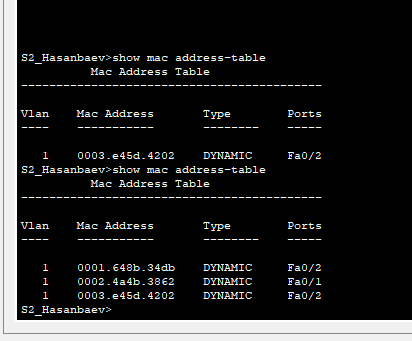 S2_Hasanbaev>show mac address-table
Mac Address Table
-------------------------------------------
Vlan    Mac Address       Type        Ports
----    -----------       --------    -----
1    0003.e45d.4202    DYNAMIC     Fa0/2
S2_Hasanbaev>show mac address-table
Mac Address Table
-------------------------------------------
Vlan    Mac Address       Type        Ports
----    -----------       --------    -----
1    0001.648b.34db    DYNAMIC     Fa0/2
1    0002.4a4b.3862    DYNAMIC     Fa0/1
1    0003.e45d.4202    DYNAMIC     Fa0/2
S2_Hasanbaev>